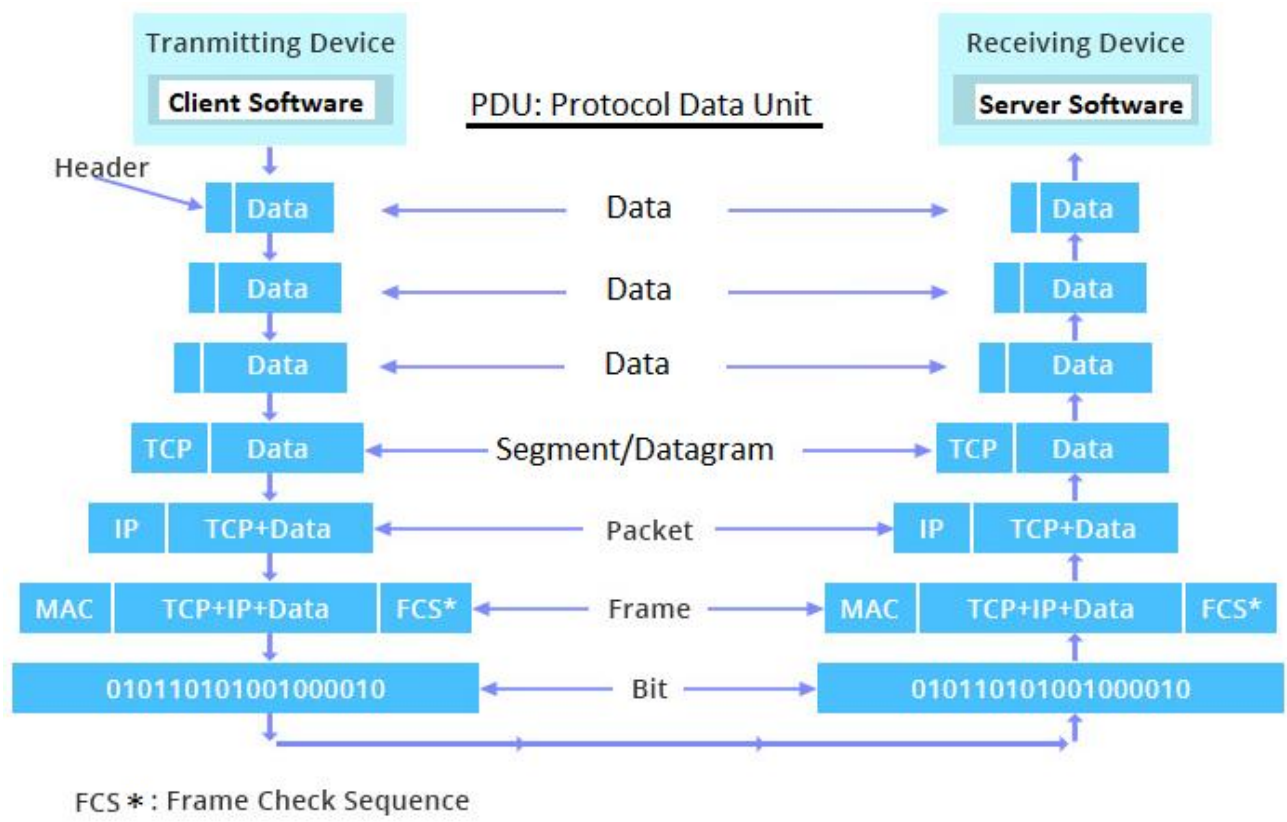 Tranmitting Device
Receiving Device
Client Software
PDU: Protocol Data Unit
Server Software
Header
Data
Data
Data
Data
Data
Data
Data
Data
Data
TCP Data
Segment/Datagram
TCP Data
IP TCP+Data
Packet
IP TCP+Data
MAC TCP+IP+Data FCS*
Frame
MAC TCP+IP+Data FCS*
010110101001000010
Bit
010110101001000010
FCS * : Frame Check Sequence